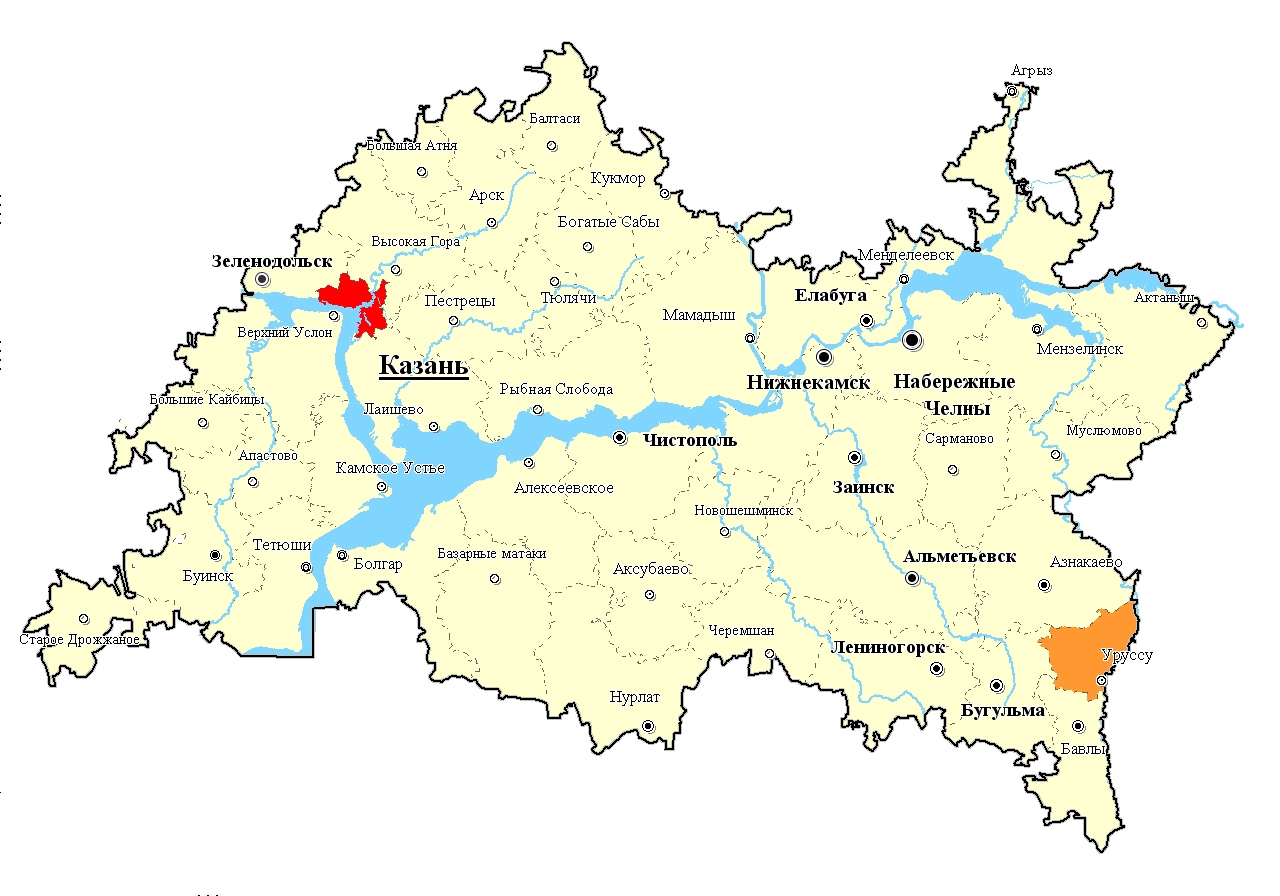 Агрыз
Балтаси
Большая Атня
Кукмор
Арск
Богатые Сабы
Высокая Гора
Менделеевск
Зеленодольск
Елабуга
Актаныш
Пестрецы
Тюлячи
Мамадыш
Верхний Услон
Мензелинск
Казань
Нижнекамск
Набережные
Челны
Рыбная Слобода
Большие Кайбицы
Лаишево
Муслюмово
Чистополь
Сарманово
Апастово
Камское Устье
Алексеевское
Заинск
Новошешминск
Тетюши
Базарные матаки
Альметьевск
Болгар
Азнакаево
Аксубаево
Буинск
Черемшан
Старое Дрожжаное
Лениногорск
Уруссу
Нурлат
Бугульма
Бавлы